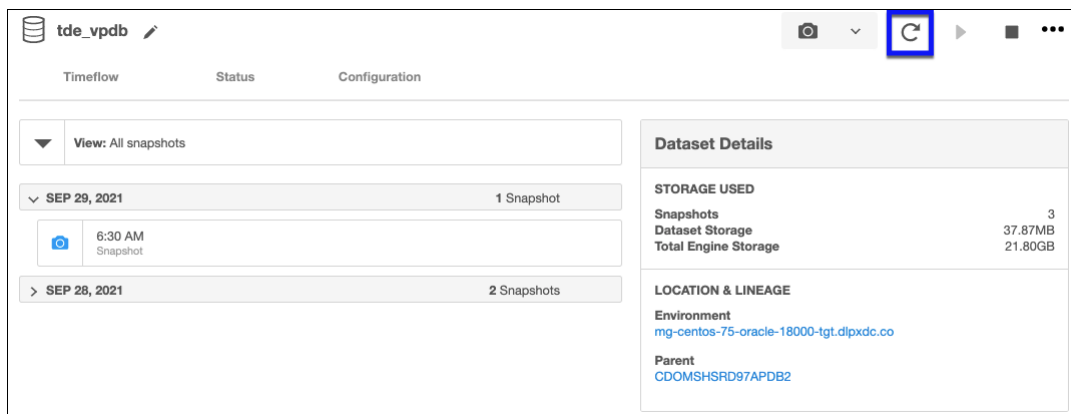 tde_vpdb
Timeflow Status Configuration
View: All snapshots
SEP 29, 2021 1 Snapshot
6:30 AM
Snapshot
SEP 28, 2021 2 Snapshots
Dataset Details
STORAGE USED
Snapshots 3
Dataset Storage 37.87MB
Total Engine Storage 21.80GB
LOCATION & LINEAGE
Environment
mg-centos-75-oracle-18000-tgt.dlpxdc.co
Parent
CDOMSHSRD97APDB2